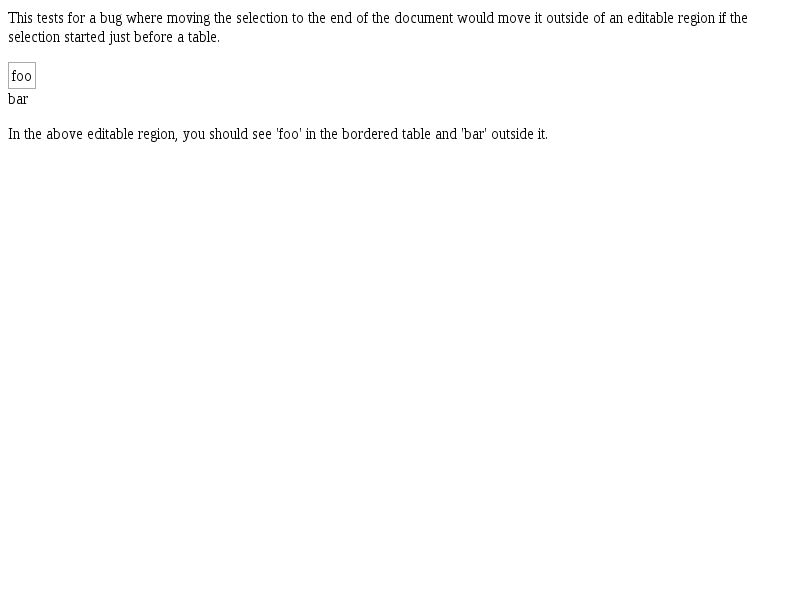 This tests for a bug where moving the selection to the end of the document would move it outside of an editable region if the
selection started just before a table.
foo
bar
In the above editable region, you should see 'foo' in the bordered table and 'bar' outside it.